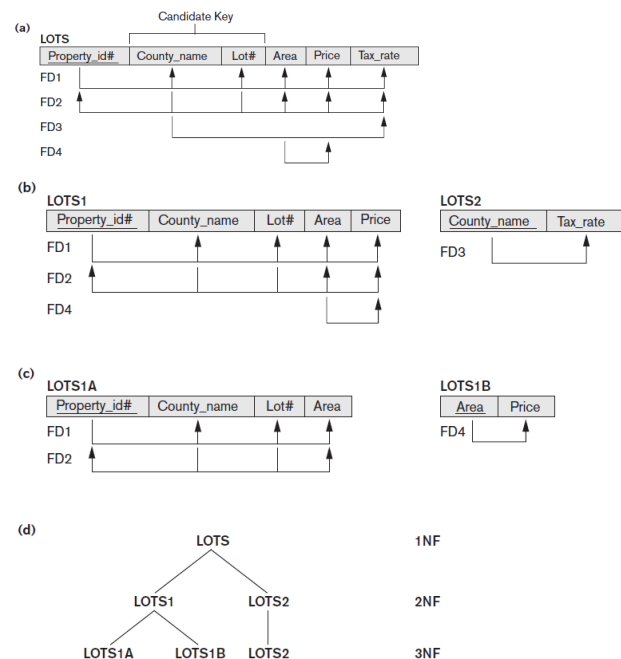 Candidate Key
(a)
LOTS
Property_id# County_name Lot# Area Price Tax_rate
FD1
FD2
FD3
FD4
(b)
LOTS1 LOTS2
Property_id# County_name Lot# Area Price County_name Tax_rate
FD1 FD3
FD2
FD4
(c)
LOTS1A LOTS1B
Property_id# County_name Lot# Area Area Price
FD1 FD4
FD2
(d)
LOTS 1NF
LOTS1 LOTS2 2NF
LOTS1A LOTS1B LOTS2 3NF